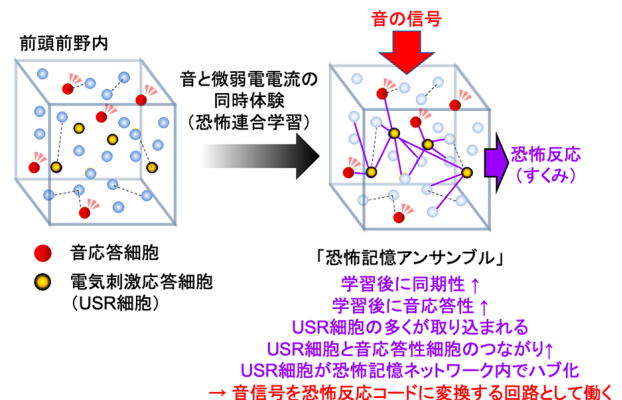 音の信号
前頭前野内
音と微弱電電流の
同時体験
(恐怖連合学習)
恐怖反応
(すくみ)
音応答細胞
電気刺激応答細胞
(USR細胞)
「恐怖記憶アンサンブル」
学習後に同期性 ↑
学習後に音応答性 ↑
USR細胞の多くが取り込まれる
USR細胞と音応答性細胞のつながり↑
USR細胞が恐怖記憶ネットワーク内でハブ化
→ 音信号を恐怖反応コードに変換する回路として働く